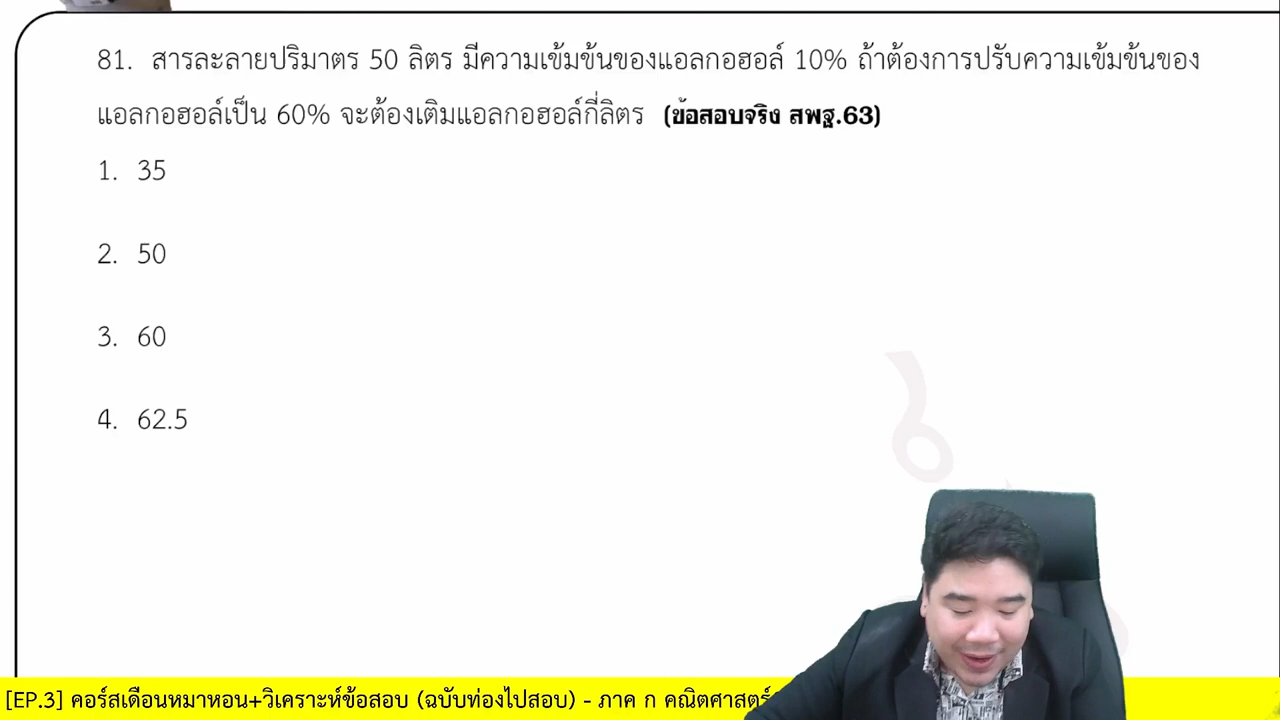 81. สารละลายปริมาตร 50 ลิตร มีความเข้มข้นของแอลกอฮอล์ 10% ถ้าต้องการปรับความเข้มข้นของ
แอลกอฮอล์เป็น 60% จะต้องเติมแอลกอฮอล์กี่ลิตร (ข้อสอบจริง สพฐ.63)
1. 35
2. 50
3. 60
4. 62.5
[EP.3] คอร์สเดือนหมาหอน+วิเคราะห์ข้อสอบ (ฉบับท่องไปสอบ) - ภาค ก คณิตศาสตร์